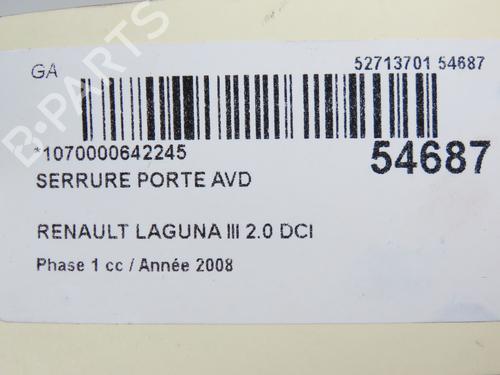 GA
52713701 54687
*1070000642245
54687
SERRURE PORTE AVD
RENAULT LAGUNA III 2.0 DCI
Phase 1 cc / Année 2008
B-PARTS